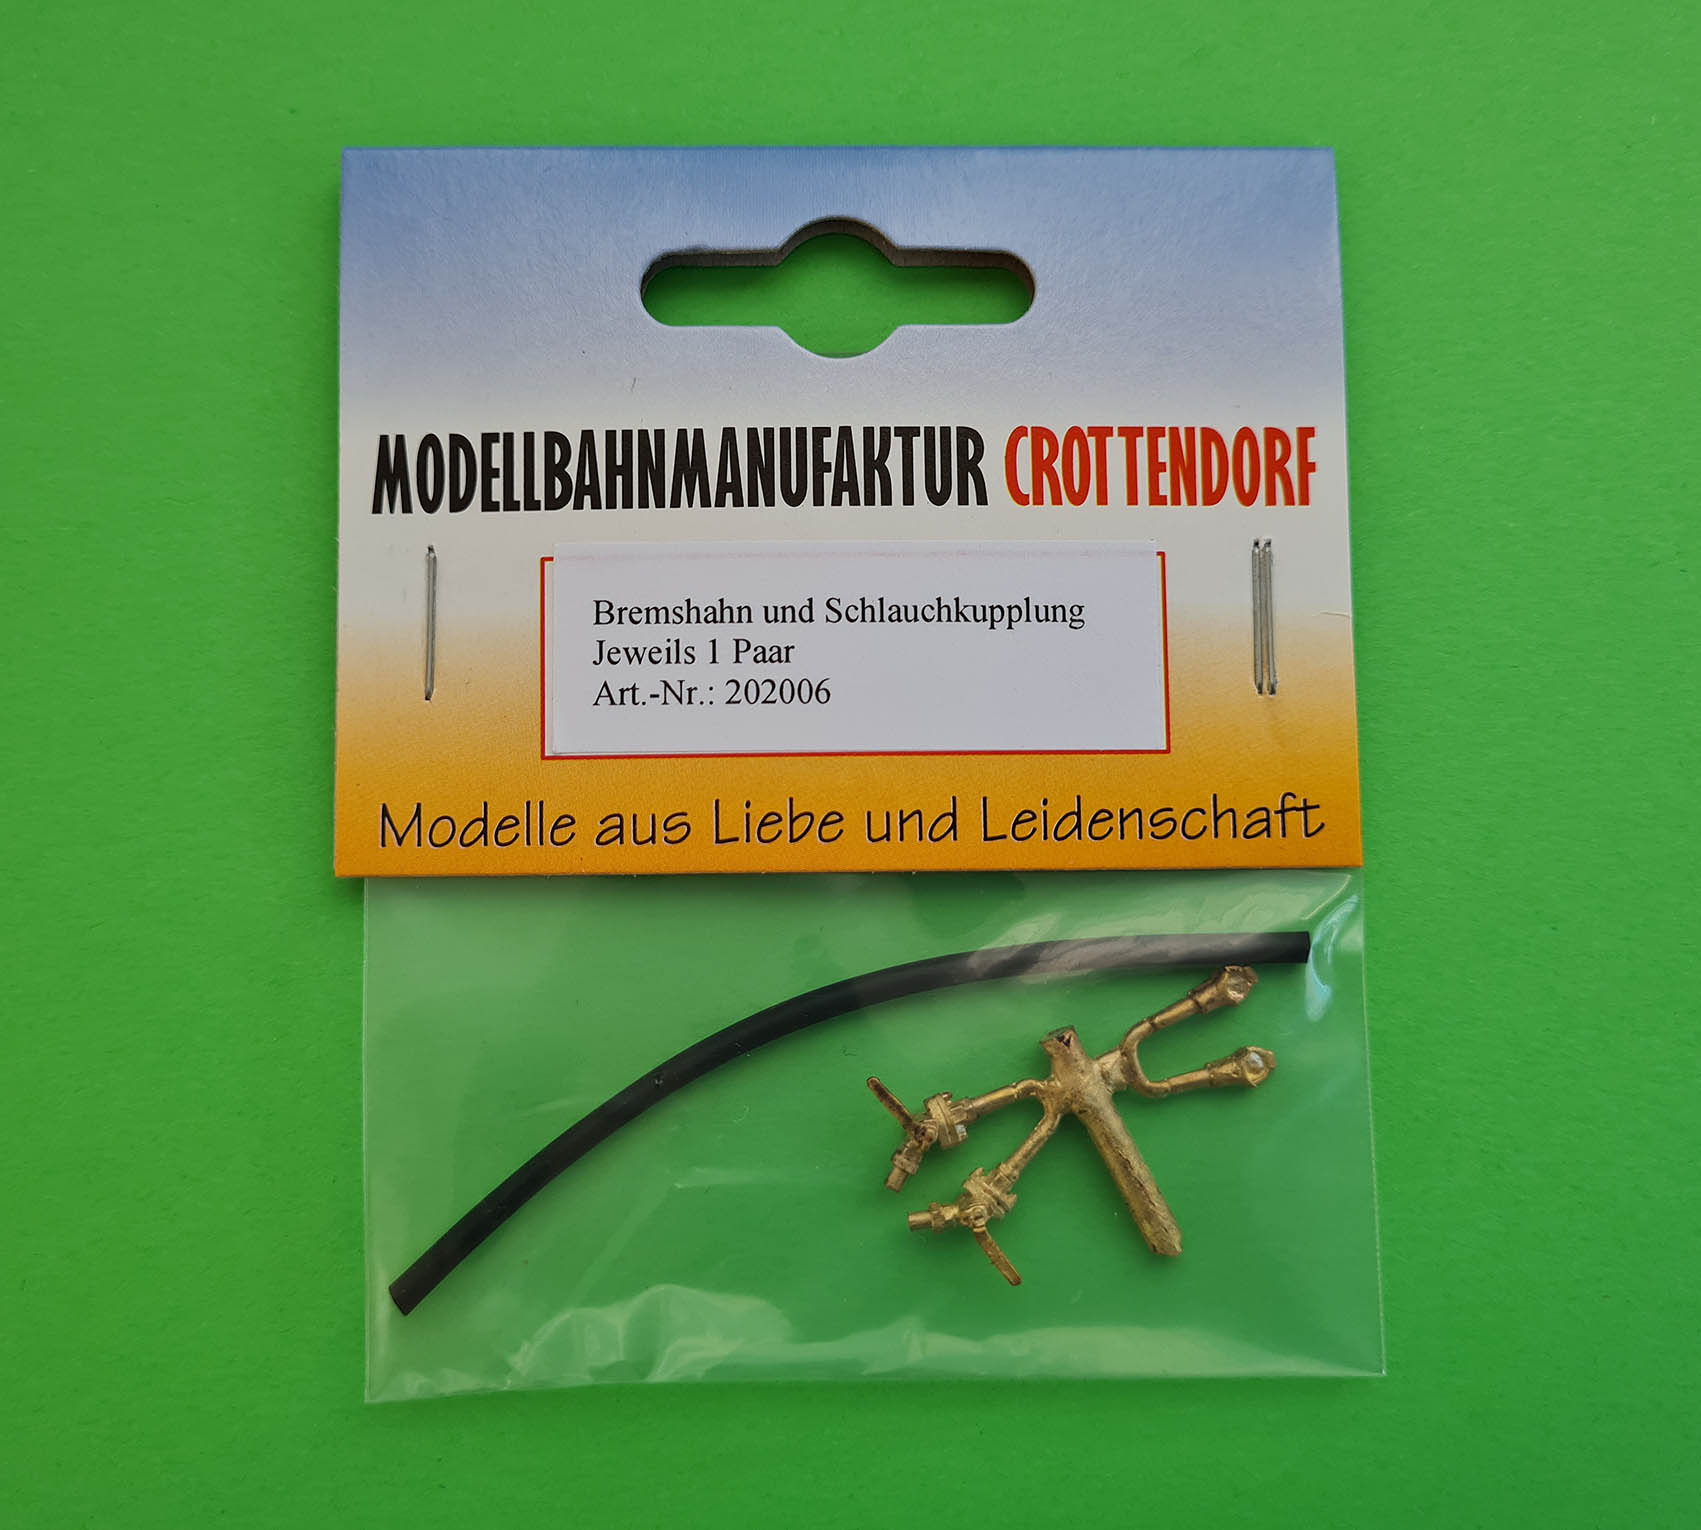 MODELLBAHNMANUFAKTUR CROTTENDORF
Bremshahn und Schlauchkupplung
Jeweils 1 Paar
Art.-Nr.: 202006
Modelle aus Liebe und Leidenschaft